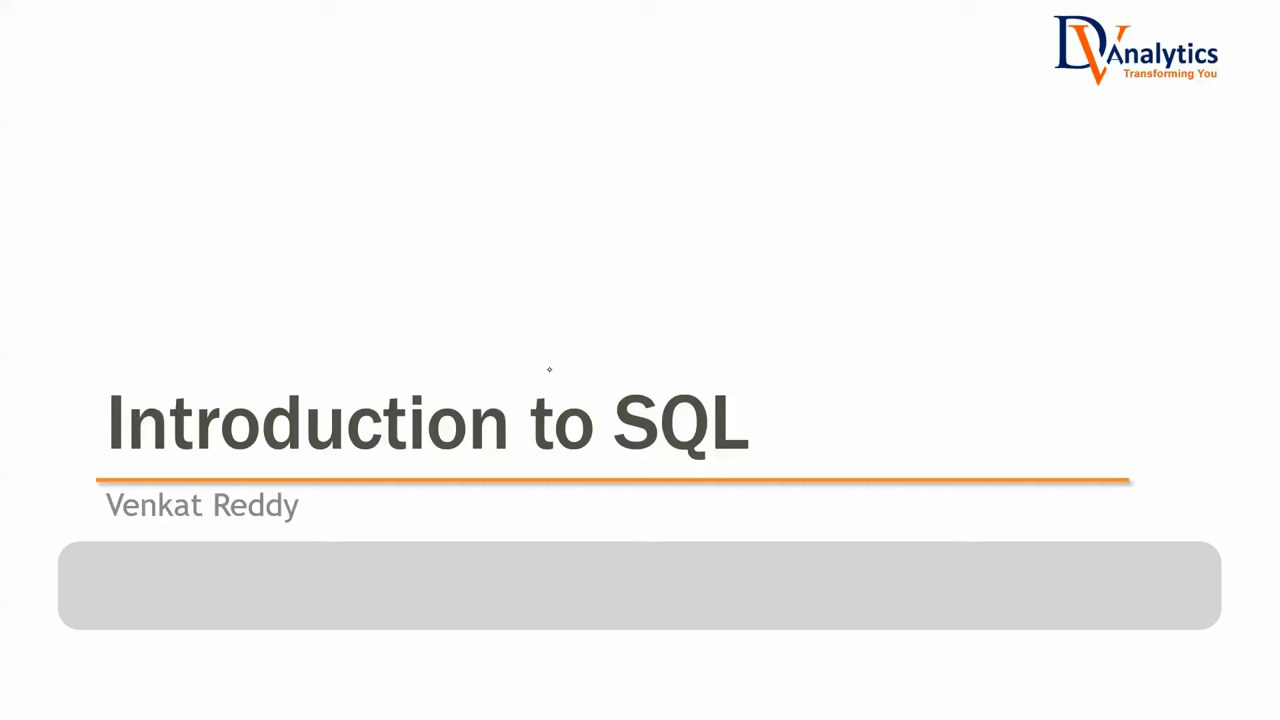 DV Analytics
Transforming You
Introduction to SQL
Venkat Reddy